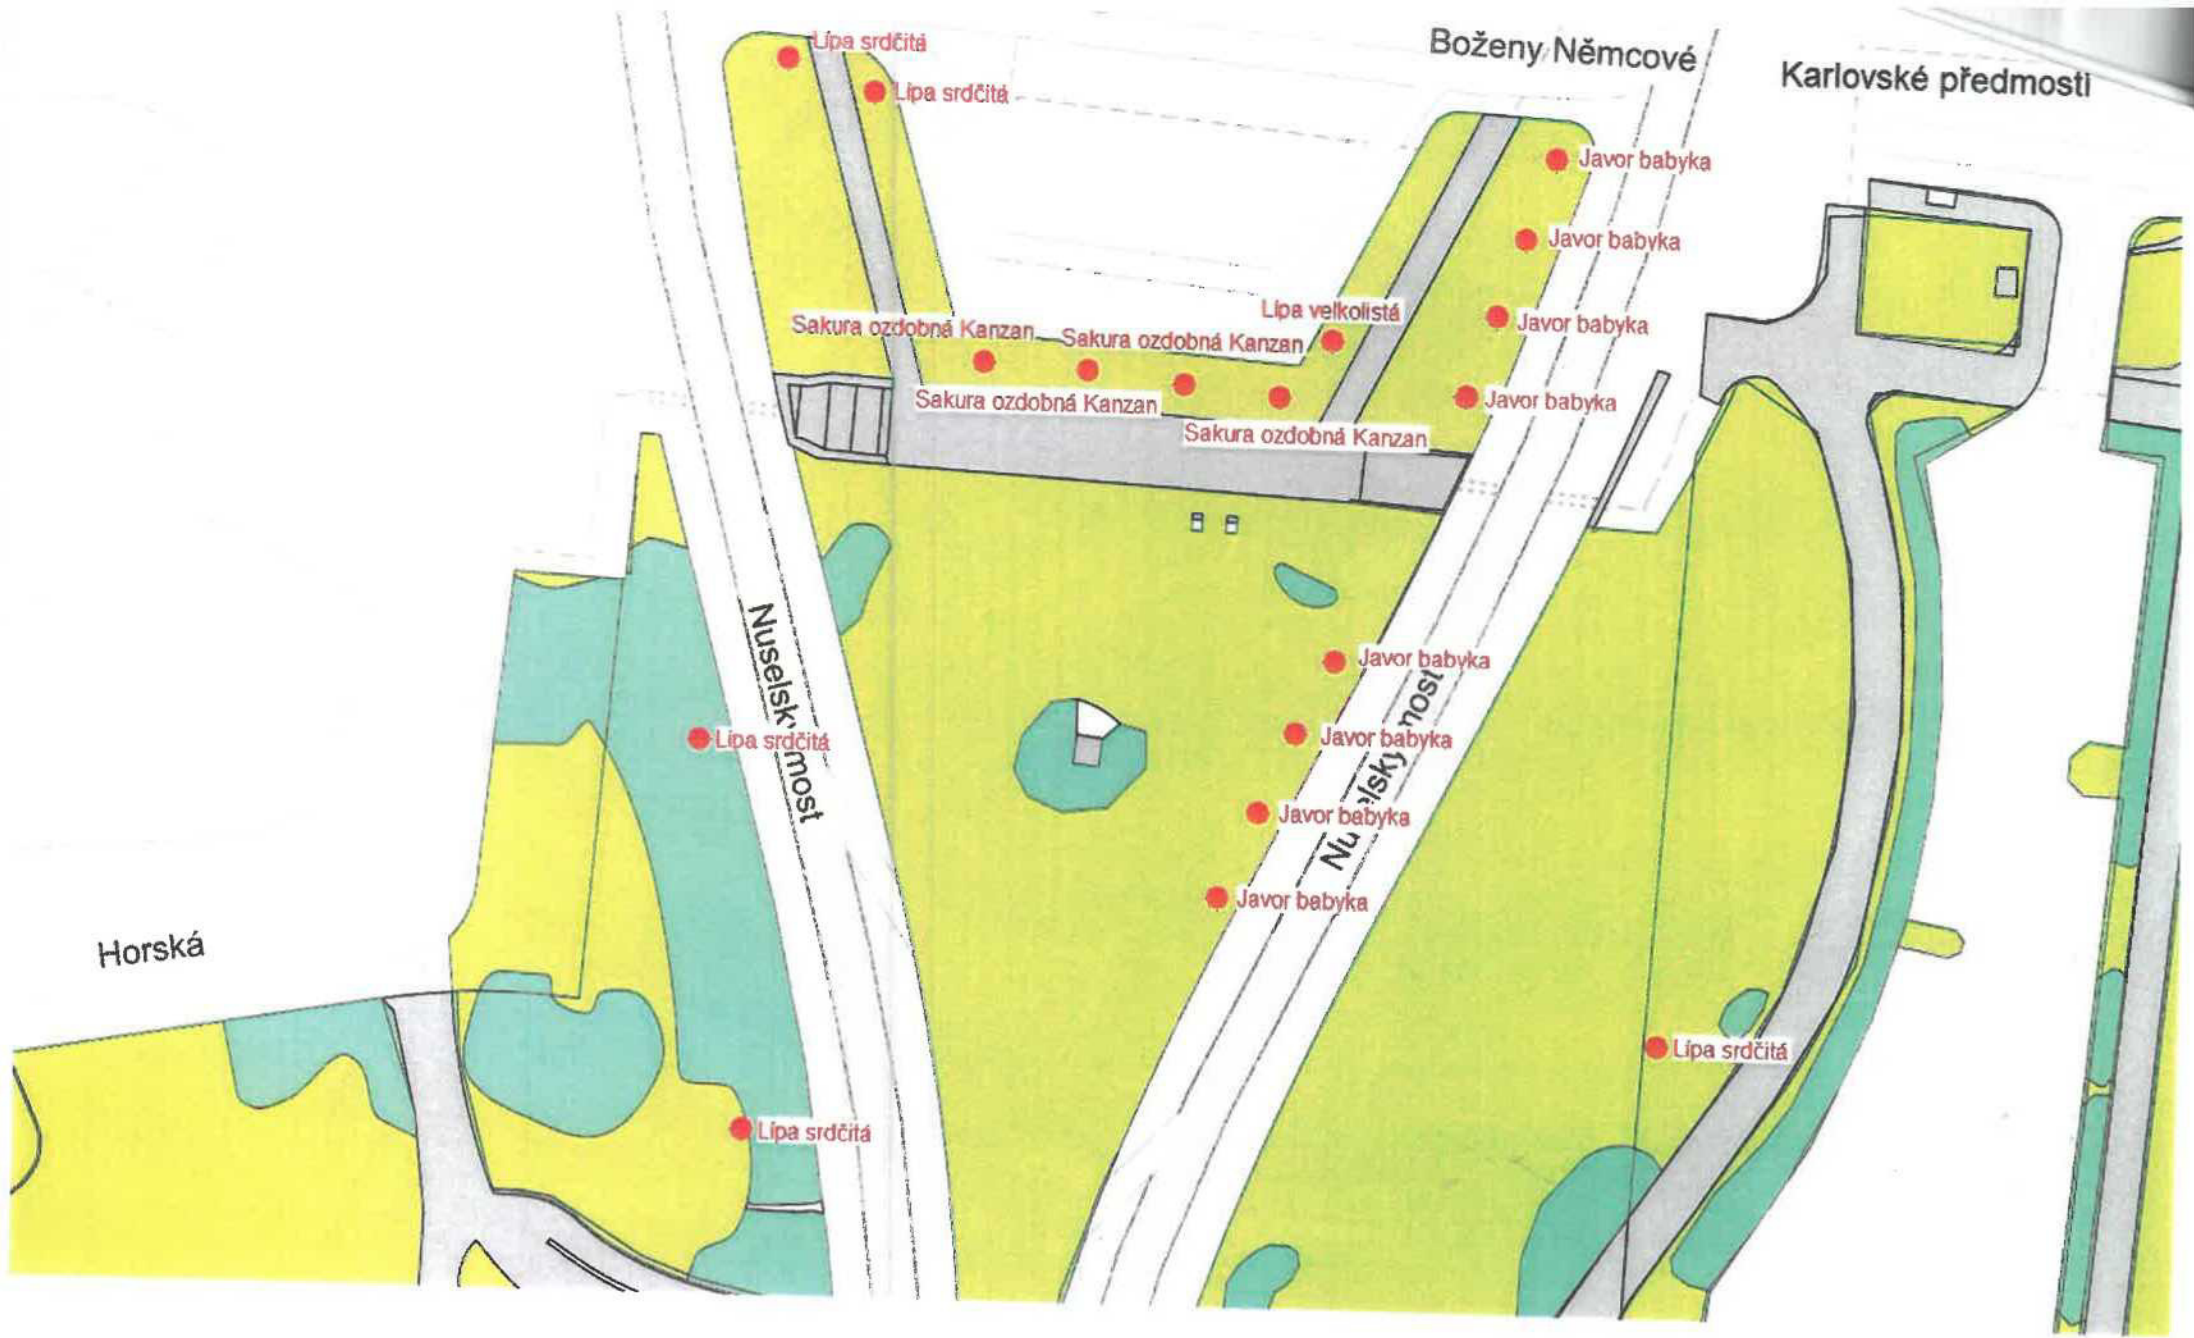 Lípa srdčitá
Boženy Němcové
Karlovské předmostí
Lípa srdčitá
Javor babyka
Javor babyka
Lípa velkolistá
Javor babyka
Sakura ozdobná Kanzan
Sakura ozdobná Kanzan
Sakura ozdobná Kanzan
Javor babyka
Sakura ozdobná Kanzan
Nuselský most
Javor babyka
Nuselský most
Lípa srdčitá
Javor babyka
Javor babyka
Javor babyka
Horská
Lípa srdčitá
Lípa srdčitá